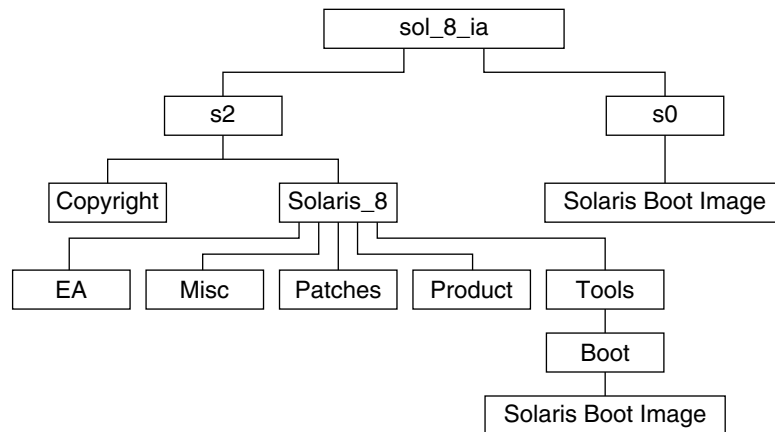 sol_8_ia
s2
s0
Copyright
Solaris_8
Solaris Boot Image
EA
Misc
Patches
Product
Tools
Boot
Solaris Boot Image